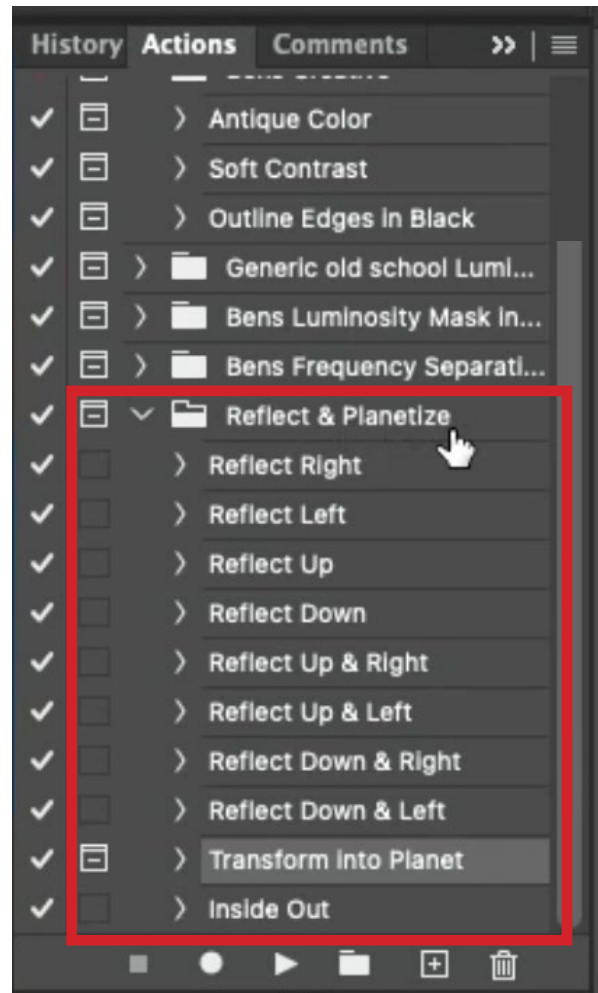 History Actions Comments
Bens Creative
Antique Color
Soft Contrast
Outline Edges in Black
Generic old school Lumi...
Bens Luminosity Mask in...
Bens Frequency Separati...
Reflect & Planetize
Reflect Right
Reflect Left
Reflect Up
Reflect Down
Reflect Up & Right
Reflect Up & Left
Reflect Down & Right
Reflect Down & Left
Transform into Planet
Inside Out